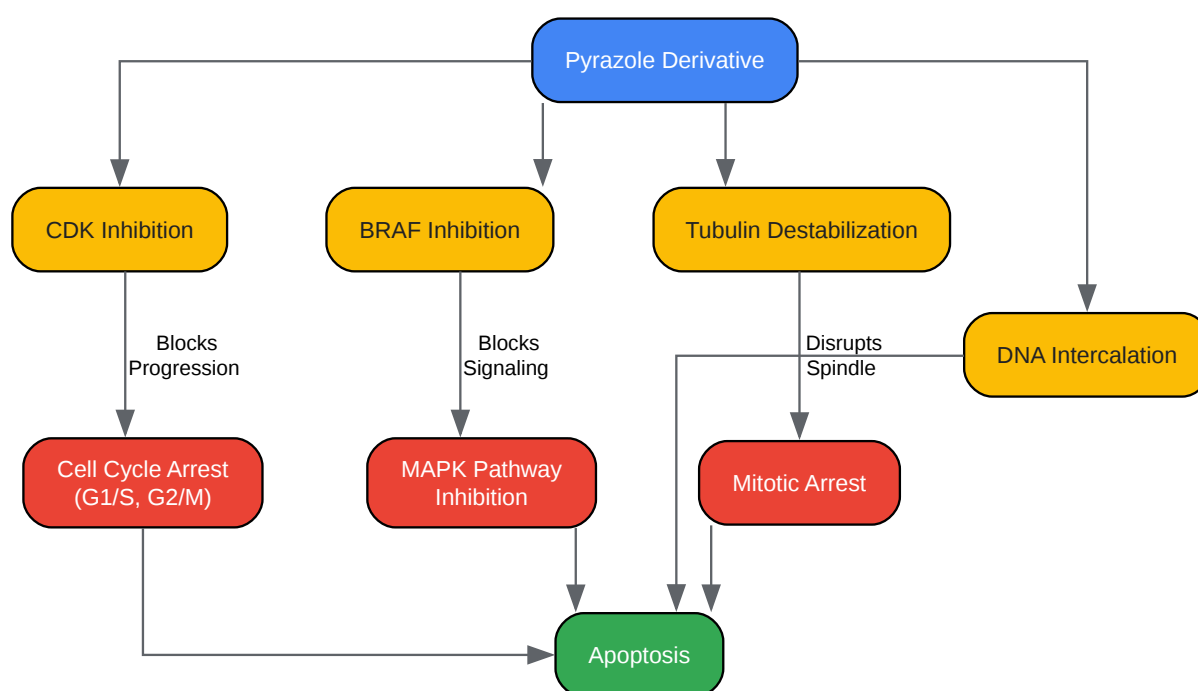 Pyrazole Derivative
CDK Inhibition
BRAF Inhibition
Tubulin Destabilization
DNA Intercalation
Blocks
Progression
Blocks
Signaling
Disrupts
Spindle
Cell Cycle Arrest
(G1/S, G2/M)
MAPK Pathway
Inhibition
Mitotic Arrest
Apoptosis